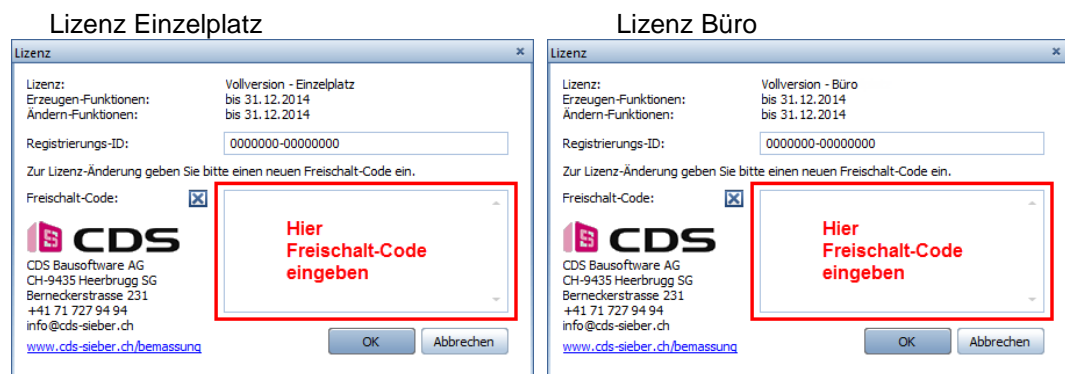 Lizenz Einzelplatz
Lizenz
Lizenz: Vollversion - Einzelplatz
Erzeugen-Funktionen: bis 31.12.2014
Ändern-Funktionen: bis 31.12.2014
Registrierungs-ID: 0000000-00000000
Zur Lizenz-Änderung geben Sie bitte einen neuen Freischalt-Code ein.
Freischalt-Code:
Hier
Freischalt-Code
eingeben
CDS
CDS Bausoftware AG
CH-9435 Heerbrugg SG
Berneckerstrasse 231
+41 71 727 94 94
info@cds-sieber.ch
www.cds-sieber.ch/bemassung
OK Abbrechen
Lizenz Büro
Lizenz
Lizenz: Vollversion - Büro
Erzeugen-Funktionen: bis 31.12.2014
Ändern-Funktionen: bis 31.12.2014
Registrierungs-ID: 0000000-00000000
Zur Lizenz-Änderung geben Sie bitte einen neuen Freischalt-Code ein.
Freischalt-Code:
Hier
Freischalt-Code
eingeben
CDS
CDS Bausoftware AG
CH-9435 Heerbrugg SG
Berneckerstrasse 231
+41 71 727 94 94
info@cds-sieber.ch
www.cds-sieber.ch/bemassung
OK Abbrechen